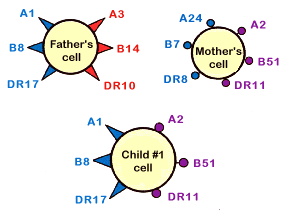 A1 A3
B8 Father's cell B14
DR17 DR10
A24 A2
B7 Mother's cell B51
DR8 DR11
A1 A2
B8 Child #1 cell B51
DR17 DR11